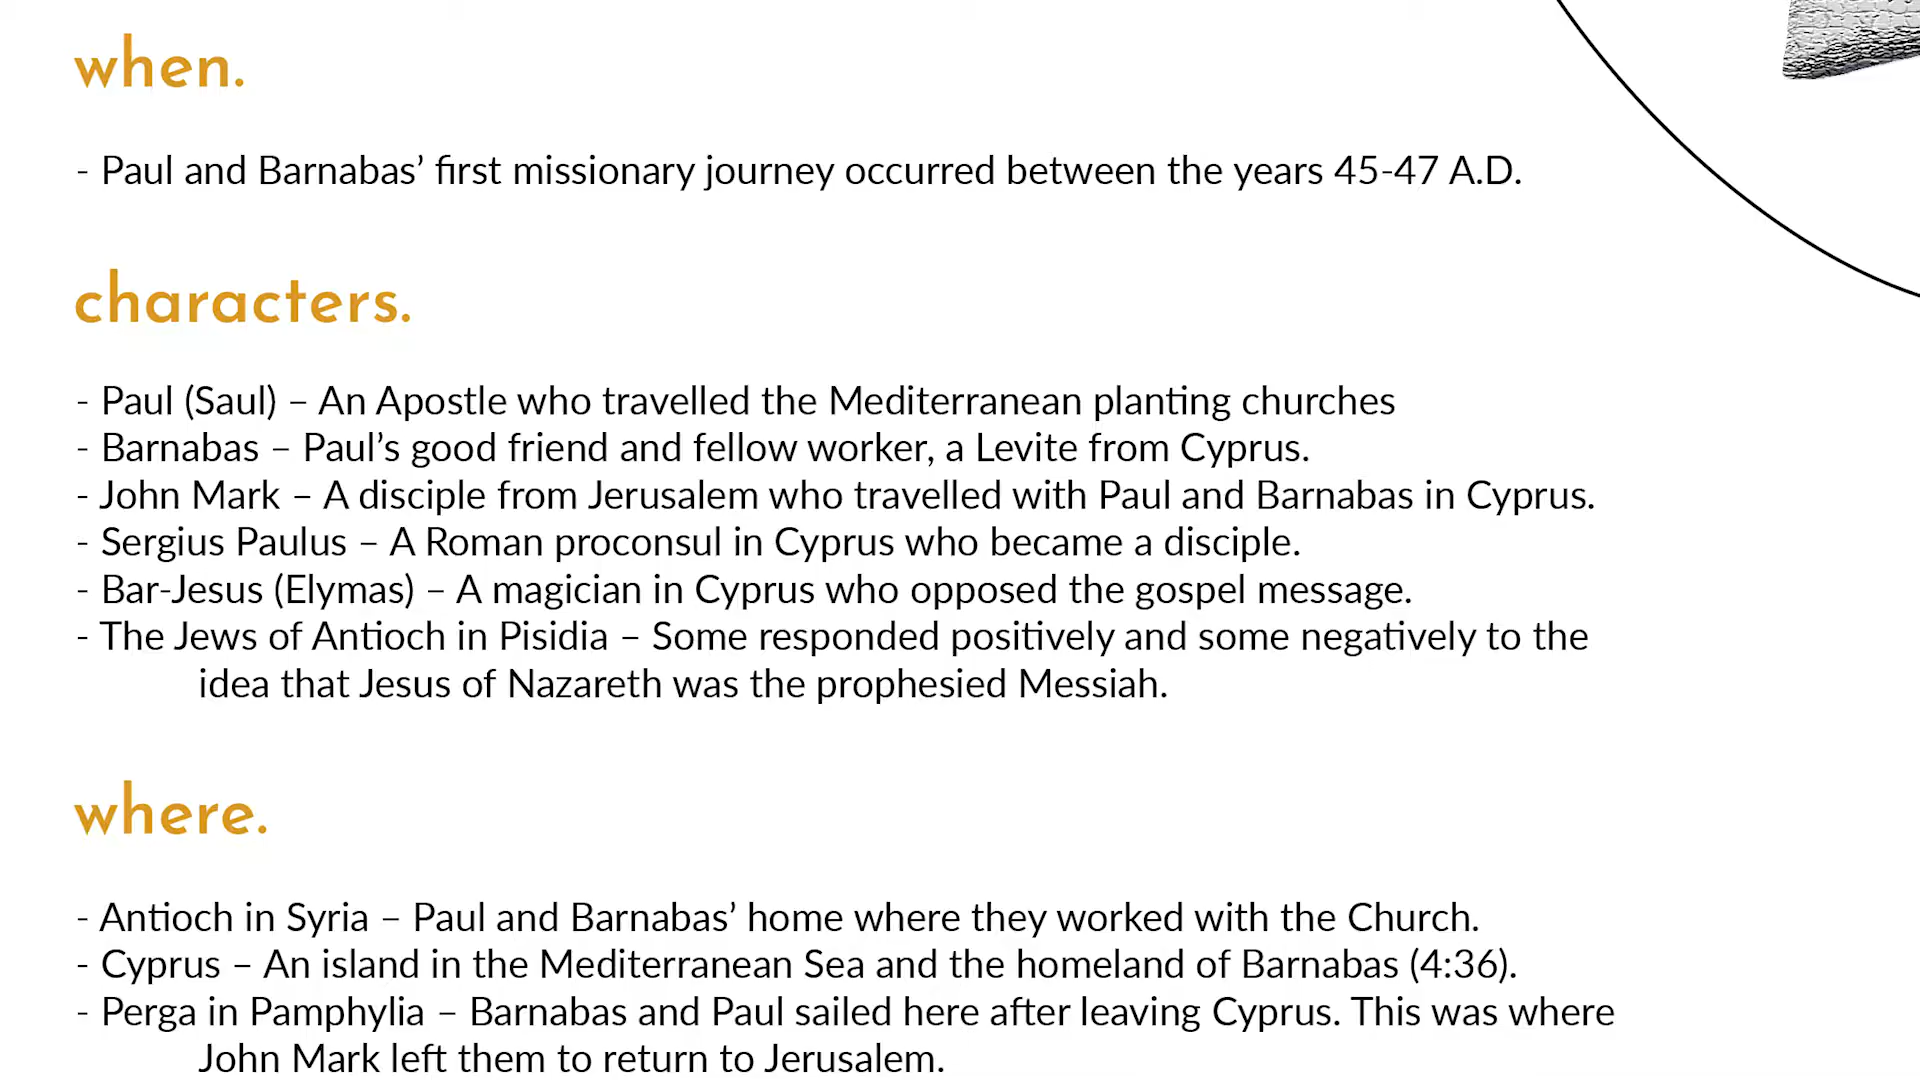 when.
- Paul and Barnabas’ first missionary journey occurred between the years 45-47 A.D.
characters.
- Paul (Saul) – An Apostle who travelled the Mediterranean planting churches
- Barnabas – Paul’s good friend and fellow worker, a Levite from Cyprus.
- John Mark – A disciple from Jerusalem who travelled with Paul and Barnabas in Cyprus.
- Sergius Paulus – A Roman proconsul in Cyprus who became a disciple.
- Bar-Jesus (Elymas) – A magician in Cyprus who opposed the gospel message.
- The Jews of Antioch in Pisidia – Some responded positively and some negatively to the
idea that Jesus of Nazareth was the prophesied Messiah.
where.
- Antioch in Syria – Paul and Barnabas’ home where they worked with the Church.
- Cyprus – An island in the Mediterranean Sea and the homeland of Barnabas (4:36).
- Perga in Pamphylia – Barnabas and Paul sailed here after leaving Cyprus. This was where
John Mark left them to return to Jerusalem.